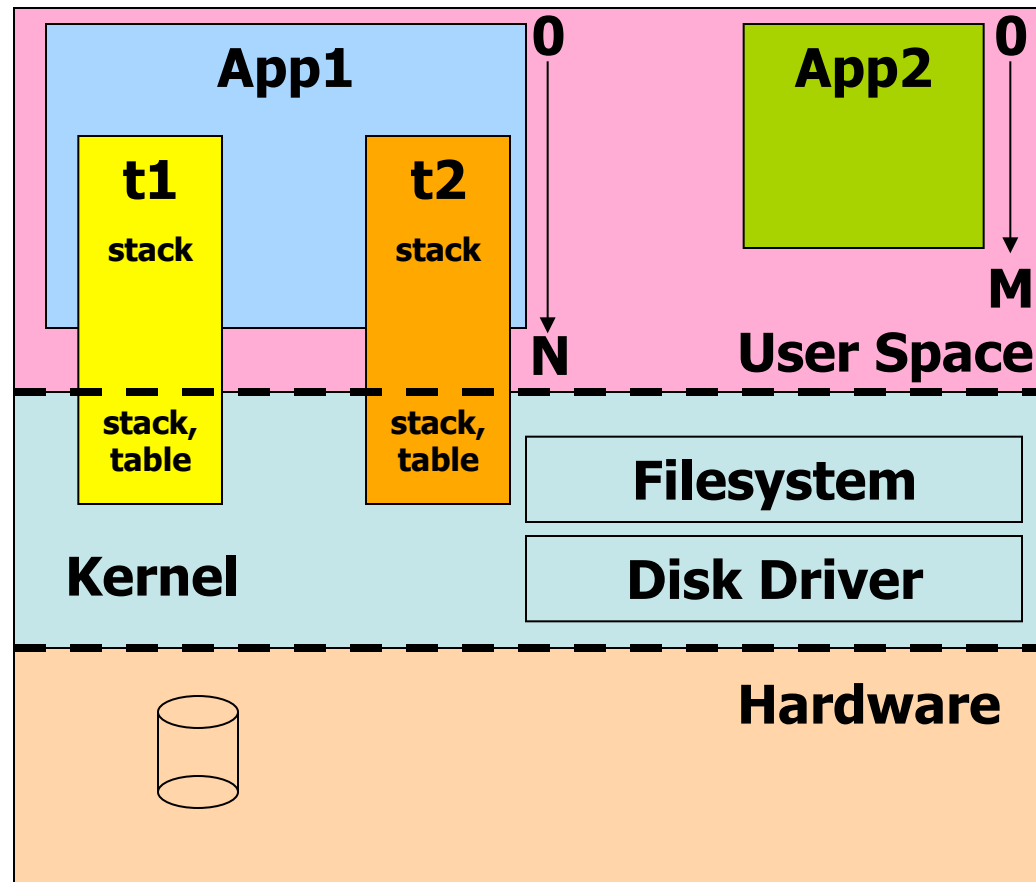 App1
0
App2
0
t1
t2
stack
stack
M
N
User Space
stack,
table
stack,
table
Filesystem
Kernel
Disk Driver
Hardware